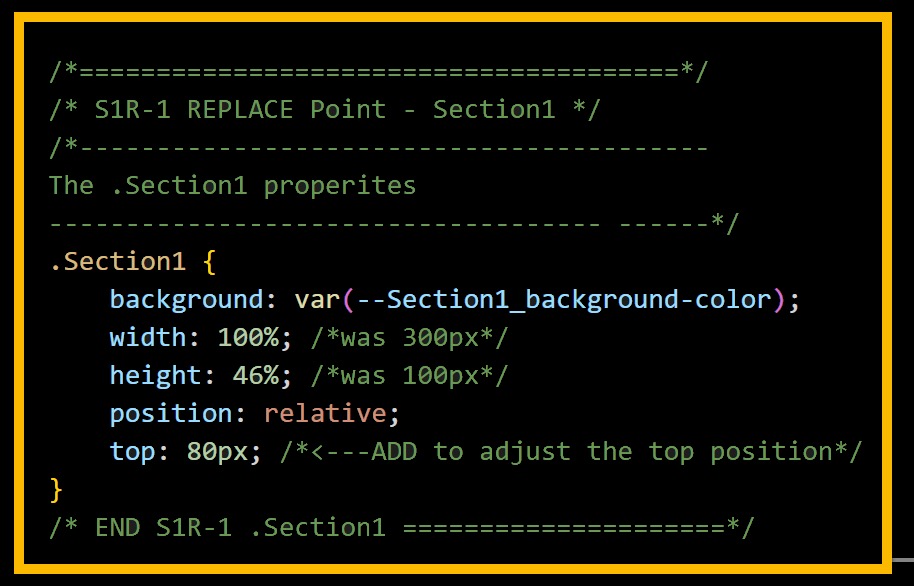 /*=======================================*/
/* S1R-1 REPLACE Point - Section1 */
/*-----------------------------------------
The .Section1 properites
------------------------------------ ------*/
.Section1 {
    background: var(--Section1_background-color);
    width: 100%; /*was 300px*/
    height: 46%; /*was 100px*/
    position: relative;
    top: 80px; /*<---ADD to adjust the top position*/
}
/* END S1R-1 .Section1 =====================*/